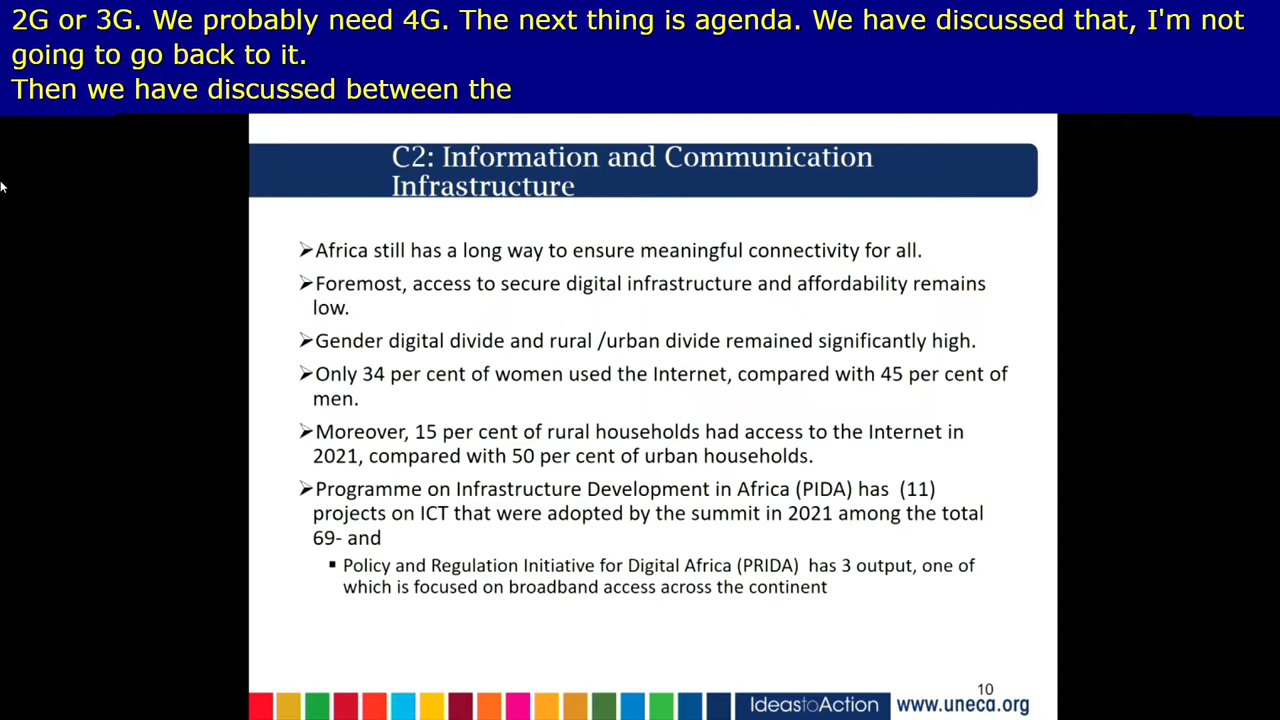 2G or 3G. We probably need 4G. The next thing is agenda. We have discussed that, I'm not
going to go back to it.
Then we have discussed between the
C2: Information and Communication
Infrastructure
➢Africa still has a long way to ensure meaningful connectivity for all.
➢Foremost, access to secure digital infrastructure and affordability remains
low.
➢Gender digital divide and rural /urban divide remained significantly high.
➢Only 34 per cent of women used the Internet, compared with 45 per cent of
men.
➢Moreover, 15 per cent of rural households had access to the Internet in
2021, compared with 50 per cent of urban households.
➢Programme on Infrastructure Development in Africa (PIDA) has (11)
projects on ICT that were adopted by the summit in 2021 among the total
69- and
▪ Policy and Regulation Initiative for Digital Africa (PRIDA) has 3 output, one of
which is focused on broadband access across the continent
10
IdeastoAction www.uneca.org